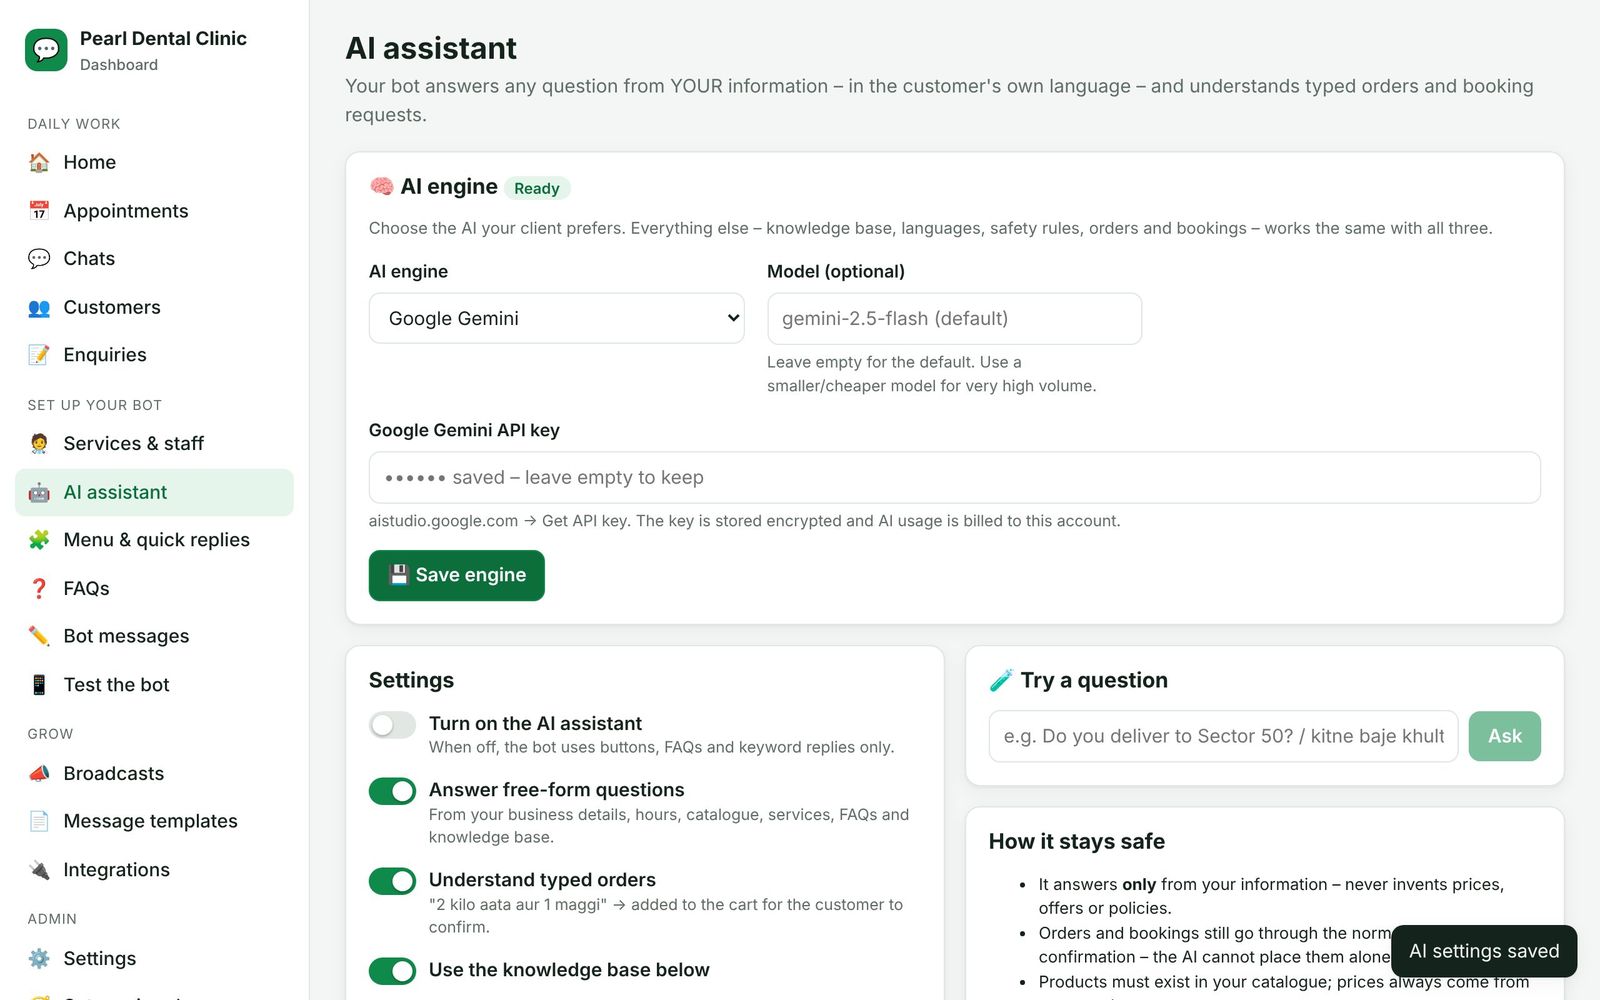 Pearl Dental Clinic
Dashboard
DAILY WORK
Home
Appointments
Chats
Customers
Enquiries
SET UP YOUR BOT
Services & staff
AI assistant
Menu & quick replies
FAQs
Bot messages
Test the bot
GROW
Broadcasts
Message templates
Integrations
ADMIN
Settings
AI assistant
Your bot answers any question from YOUR information – in the customer's own language – and understands typed orders and booking
requests.
AI engine Ready
Choose the AI your client prefers. Everything else – knowledge base, languages, safety rules, orders and bookings – works the same with all three.
AI engine
Google Gemini
Model (optional)
gemini-2.5-flash (default)
Leave empty for the default. Use a
smaller/cheaper model for very high volume.
Google Gemini API key
•••••• saved – leave empty to keep
aistudio.google.com → Get API key. The key is stored encrypted and AI usage is billed to this account.
Save engine
Settings
Turn on the AI assistant
When off, the bot uses buttons, FAQs and keyword replies only.
Answer free-form questions
From your business details, hours, catalogue, services, FAQs and
knowledge base.
Understand typed orders
"2 kilo aata aur 1 maggi" → added to the cart for the customer to
confirm.
Use the knowledge base below
Try a question
e.g. Do you deliver to Sector 50? / kitne baje khult
Ask
How it stays safe
• It answers only from your information – never invents prices,
offers or policies.
• Orders and bookings still go through the norm
confirmation – the AI cannot place them alone
• Products must exist in your catalogue; prices always come from
AI settings saved